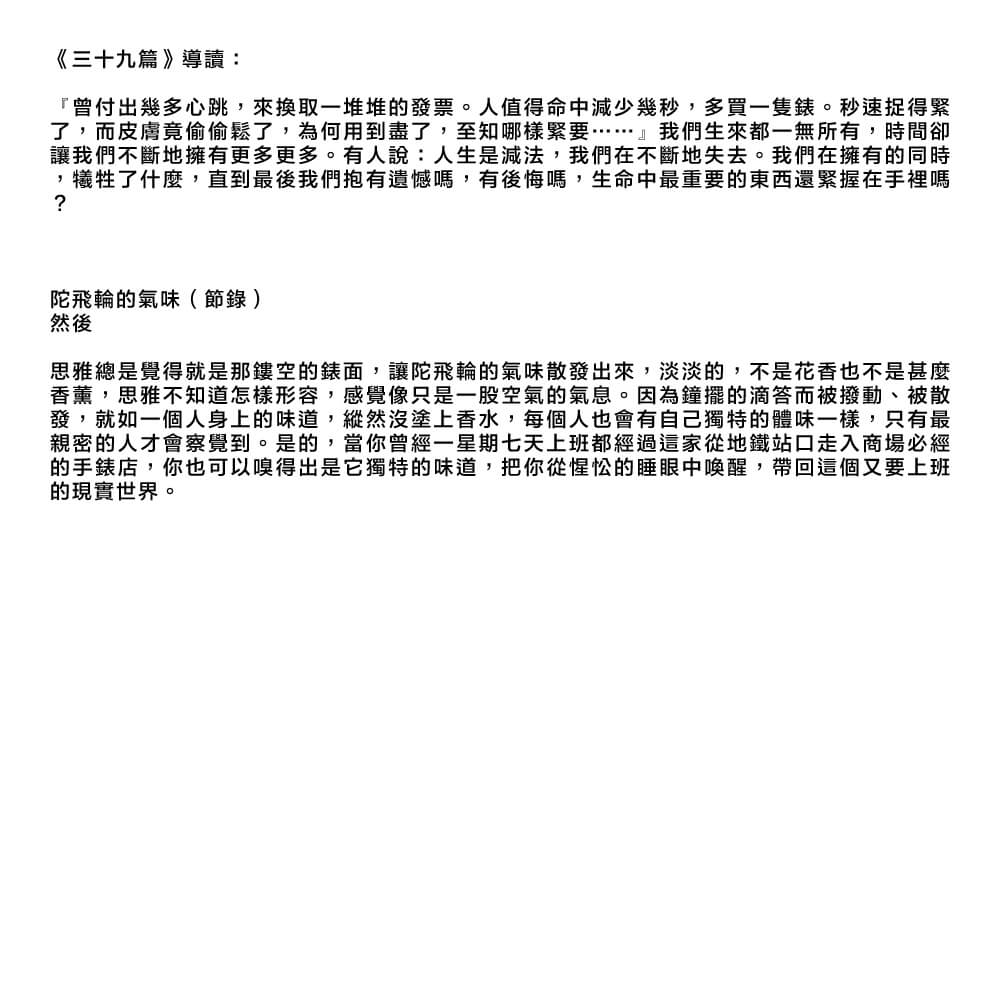 《三十九篇》導讀：
『曾付出幾多心跳，來換取一堆堆的發票。人值得命中減少幾秒，多買一隻錶。秒速捉得緊
了，而皮膚竟偷偷鬆了，為何用到盡了，至知哪樣緊要⋯⋯』我們生來都一無所有，時間卻
讓我們不斷地擁有更多更多。有人說：人生是減法，我們在不斷地失去。我們在擁有的同時
，犧牲了什麼，直到最後我們抱有遺憾嗎，有後悔嗎，生命中最重要的東西還緊握在手裡嗎
？
陀飛輪的氣味（節錄）
然後
思雅總是覺得就是那鏤空的錶面，讓陀飛輪的氣味散發出來，淡淡的，不是花香也不是甚麼
香薰，思雅不知道怎樣形容，感覺像只是一股空氣的氣息。因為鐘擺的滴答而被撥動、被散
發，就如一個人身上的味道，縱然沒塗上香水，每個人也會有自己獨特的體味一樣，只有最
親密的人才會察覺到。是的，當你曾經一星期七天上班都經過這家從地鐵站口走入商場必經
的手錶店，你也可以嗅得出是它獨特的味道，把你從惺忪的睡眼中喚醒，帶回這個又要上班
的現實世界。